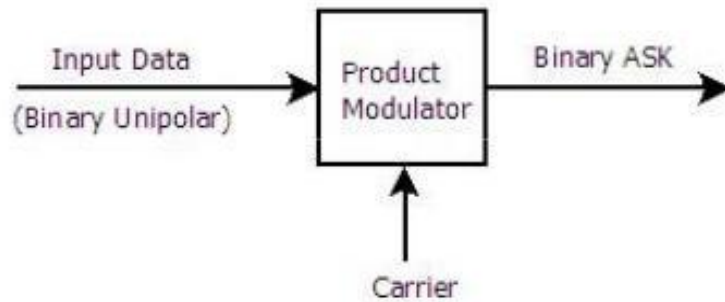 Input Data
(Binary Unipolar)
Product
Modulator
Binary ASK
Carrier